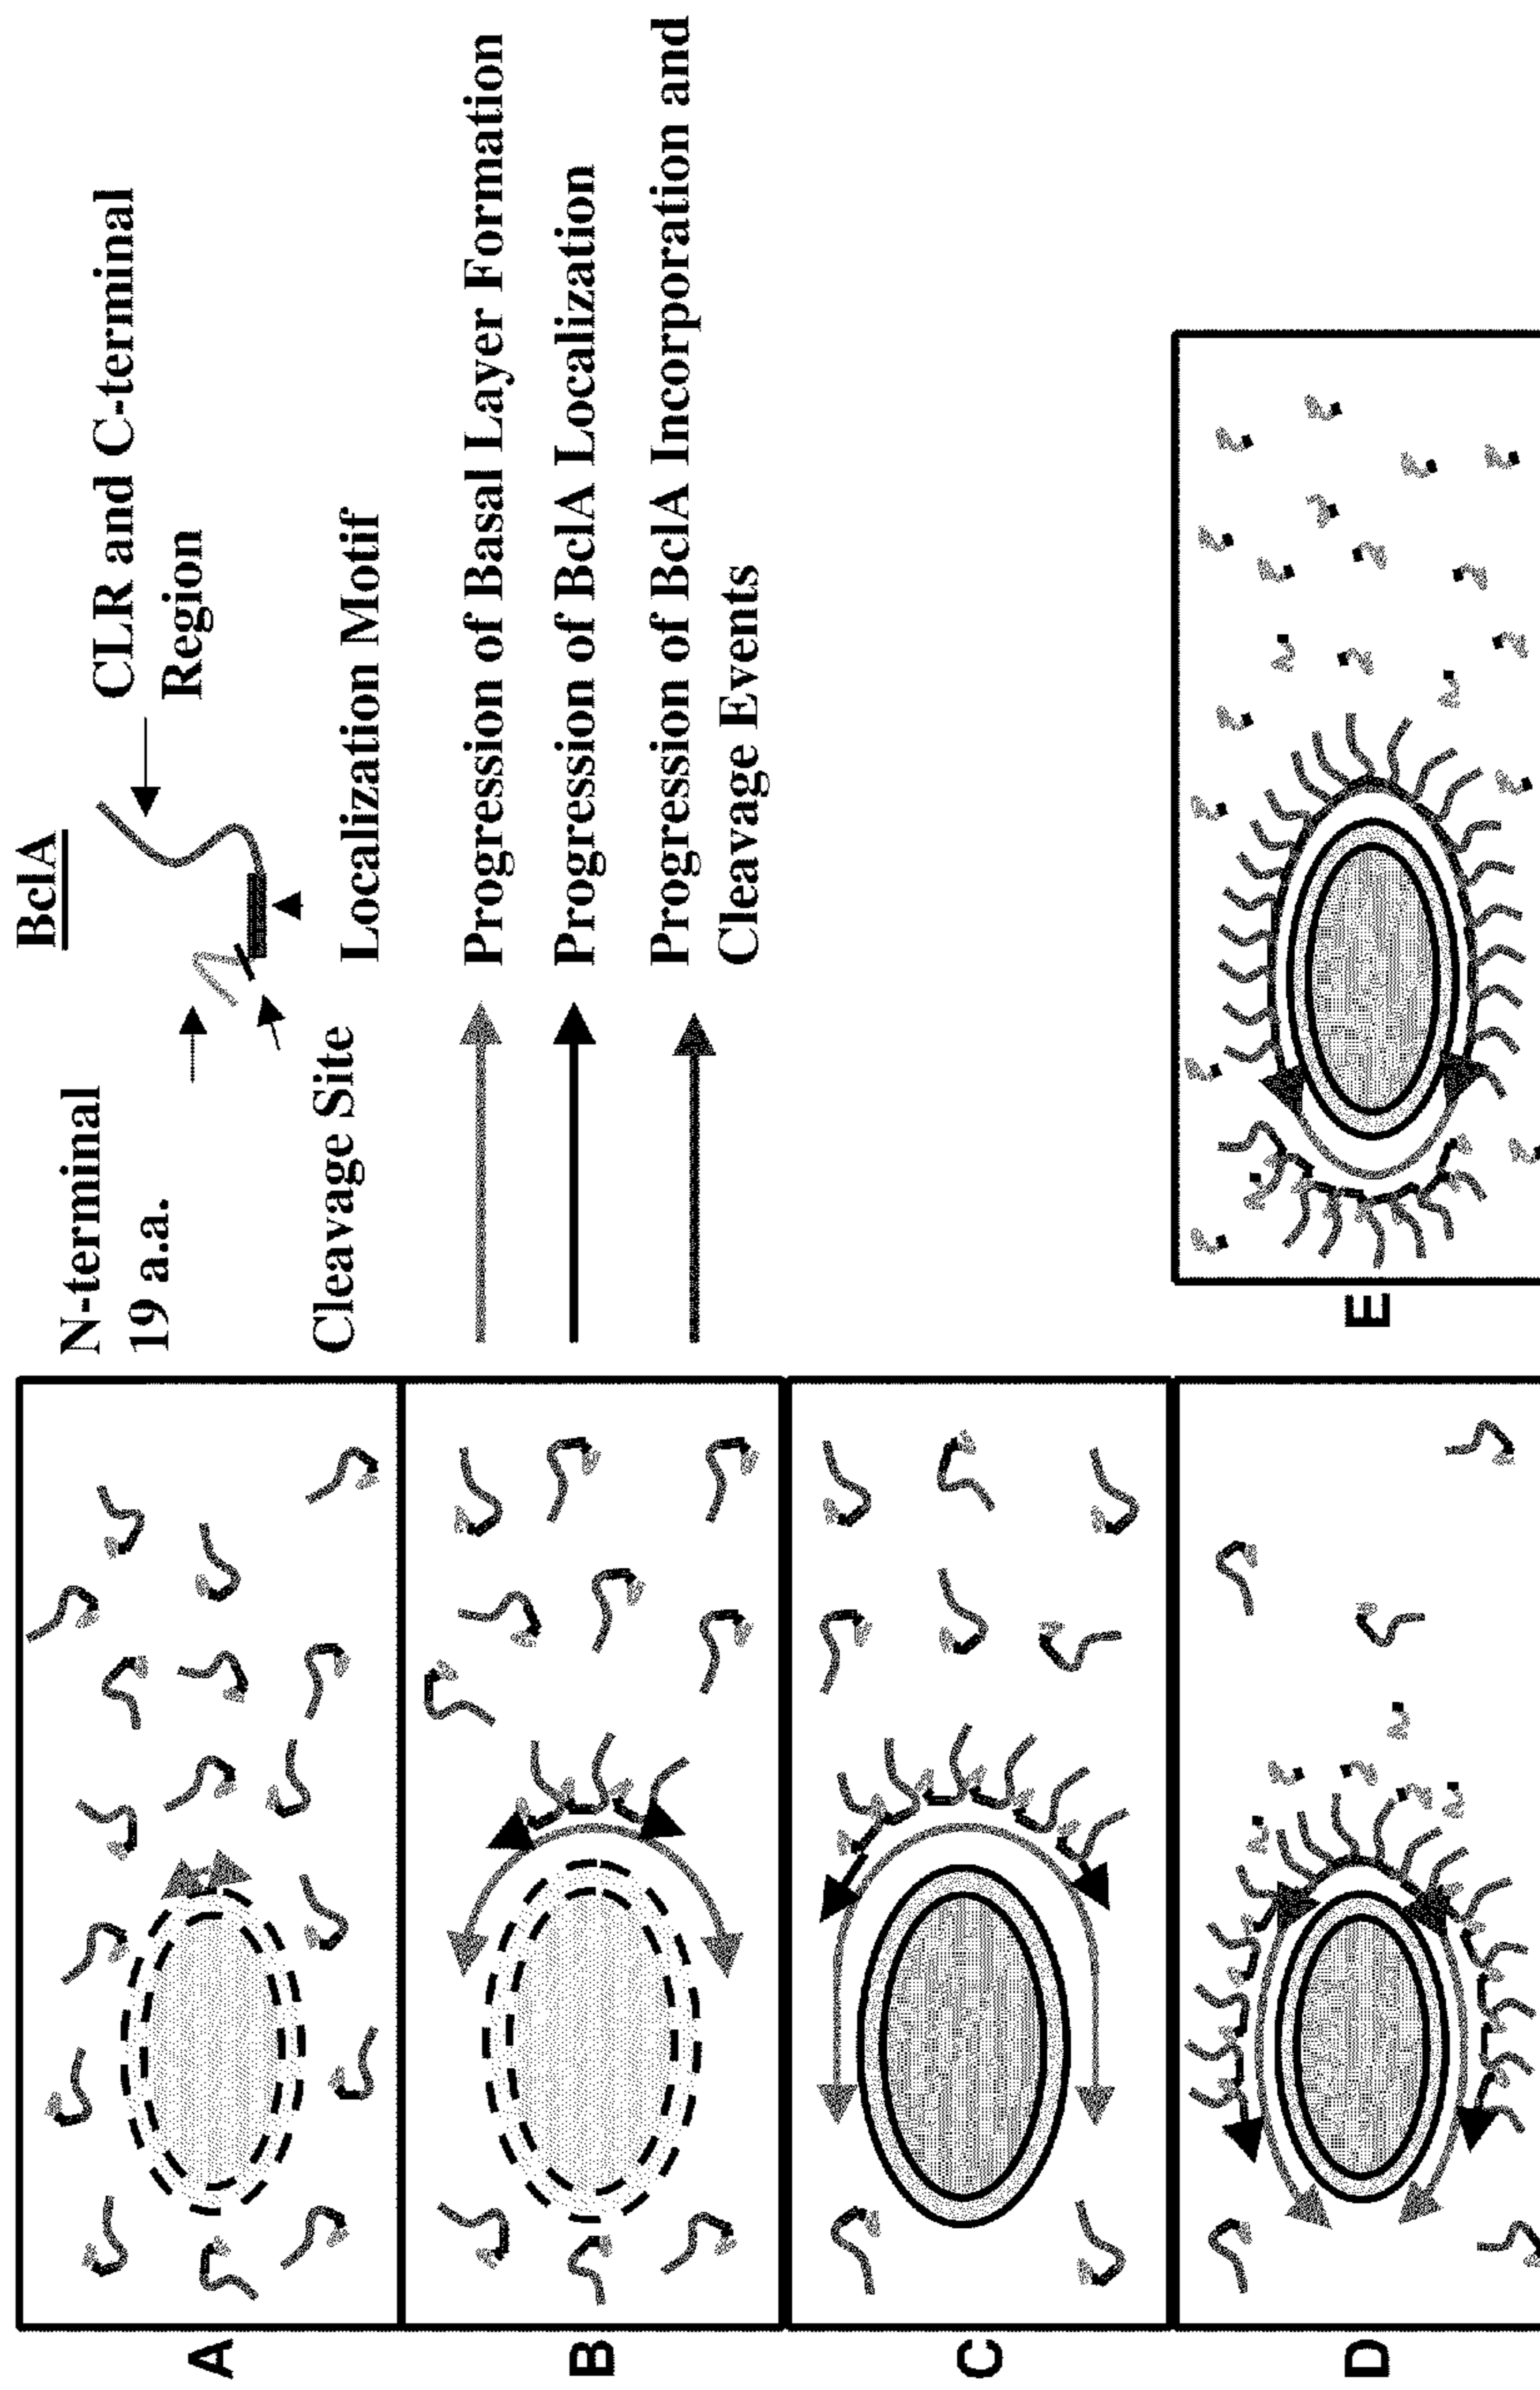 A
B
C
D
E
BclA
N-terminal
19 a.a.
CLR and C-terminal
Region
Cleavage Site
Localization Motif
Progression of Basal Layer Formation
Progression of BclA Localization
Progression of BclA Incorporation and
Cleavage Events